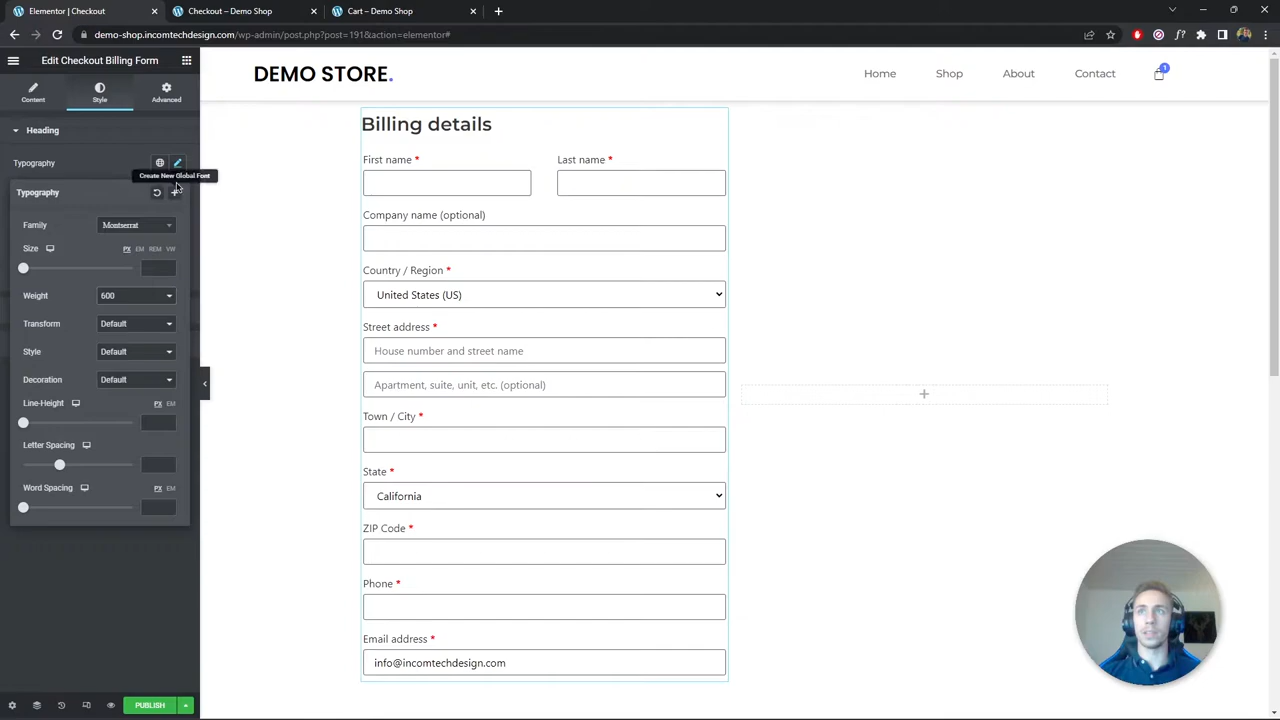 Elementor | Checkout
Checkout – Demo Shop
Cart – Demo Shop
demo-shop.incomtechdesign.com/wp-admin/post.php?post=191&action=elementor#
Edit Checkout Billing Form
DEMO STORE.
Home
Shop
About
Contact
1
Content
Style
Advanced
Heading
Typography
Create New Global Font
Typography
Family
Montserrat
Size
PX EM REM VW
Weight
600
Transform
Default
Style
Default
Decoration
Default
Line-Height
PX EM
Letter Spacing
Word Spacing
PX EM
PUBLISH
Billing details
First name *
Last name *
Company name (optional)
Country / Region *
United States (US)
Street address *
House number and street name
Apartment, suite, unit, etc. (optional)
Town / City *
State *
California
ZIP Code *
Phone *
Email address *
info@incomtechdesign.com